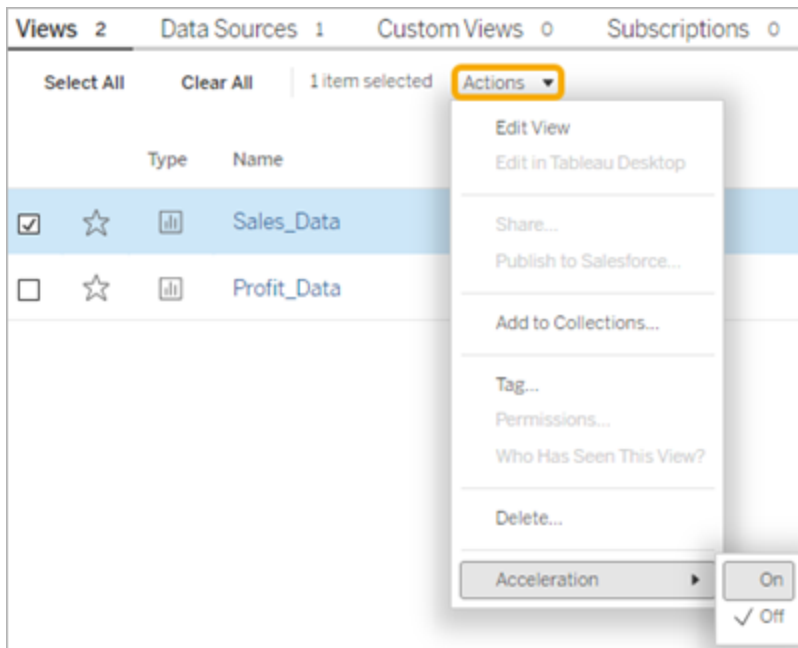 Views 2 Data Sources 1 Custom Views 0 Subscriptions 0
Select All Clear All 1 item selected Actions
Edit View
Edit in Tableau Desktop
Type Name
Share...
Sales_Data
Publish to Salesforce...
Profit_Data
Add to Collections...
Tag...
Permissions...
Who Has Seen This View?
Delete...
Acceleration On
Off